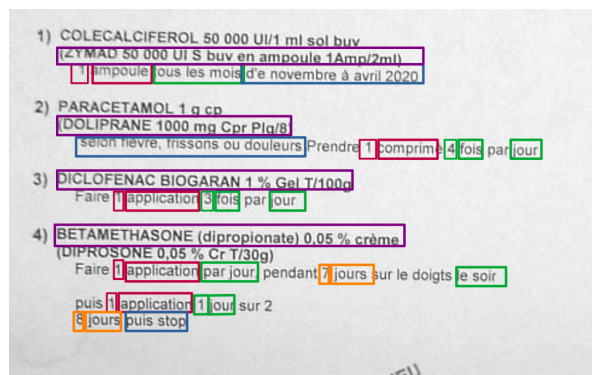 1) COLECALCIFEROL 50 000 UI/1 ml sol buv
(ZYMAD 50 000 UI S buv en ampoule 1Amp/2ml)
1 ampoule tous les mois d'e novembre à avril 2020
2) PARACETAMOL 1 g cp
(DOLIPRANE 1000 mg Cpr Plq/8)
selon fièvre, frissons ou douleurs Prendre 1 comprimé 4 fois par jour
3) DICLOFENAC BIOGARAN 1 % Gel T/100g
Faire 1 application 3 fois par jour
4) BETAMETHASONE (dipropionate) 0,05 % crème
(DIPROSONE 0,05 % Cr T/30g)
Faire 1 application par jour, pendant 7 jours sur le doigts le soir
puis 1 application 1 jour sur 2
8 jours puis stop